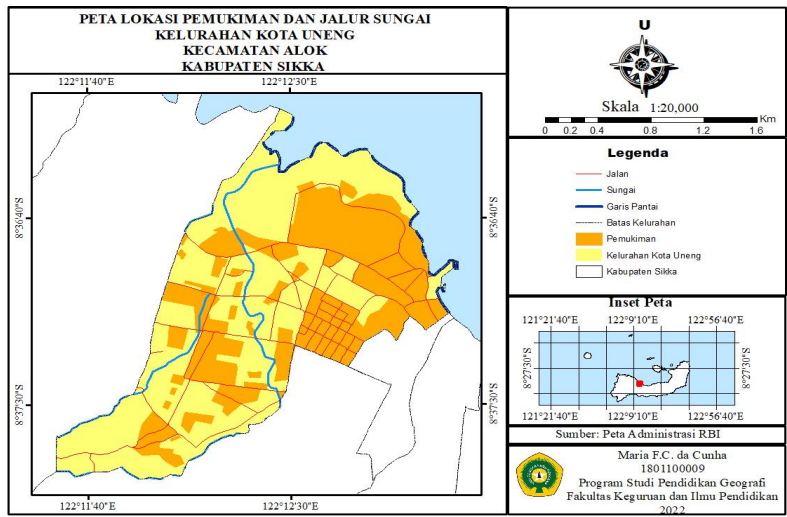 PETA LOKASI PEMUKIMAN DAN JALUR SUNGAI
KELURAHAN KOTA UNENG
KECAMATAN ALOK
KABUPATEN SIKKA
122°11'40"E 122°12'30"E
8°36'40"S 8°36'40"S
8°37'30"S 8°37'30"S
122°11'40"E 122°12'30"E
U
Skala 1:20,000
Km
0 0.2 0.4 0.8 1.2 1.6
Legenda
Jalan
Sungai
Garis Pantai
Batas Kelurahan
Pemukiman
Kelurahan Kota Uneng
Kabupaten Sikka
Inset Peta
121°21'40"E 122°9'10"E 122°56'40"E
8°27'30"S 8°27'30"S
121°21'40"E 122°9'10"E 122°56'40"E
Sumber: Peta Administrasi RBI
Maria F.C. da Cunha
1801100009
Program Studi Pendidikan Geografi
Fakultas Keguruan dan Ilmu Pendidikan
2022